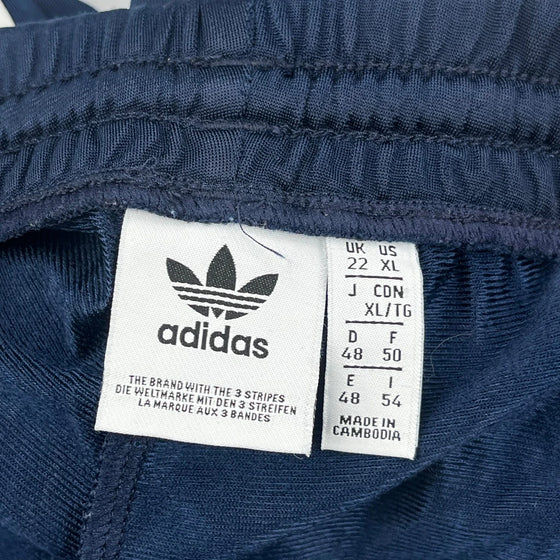 adidas
THE BRAND WITH THE 3 STRIPES
DIE WELTMARKE MIT DEN 3 STREIFEN
LA MARQUE AUX 3 BANDES
UK US
22 XL
J CDN
XL/TG
D F
48 50
E I
48 54
MADE IN
CAMBODIA